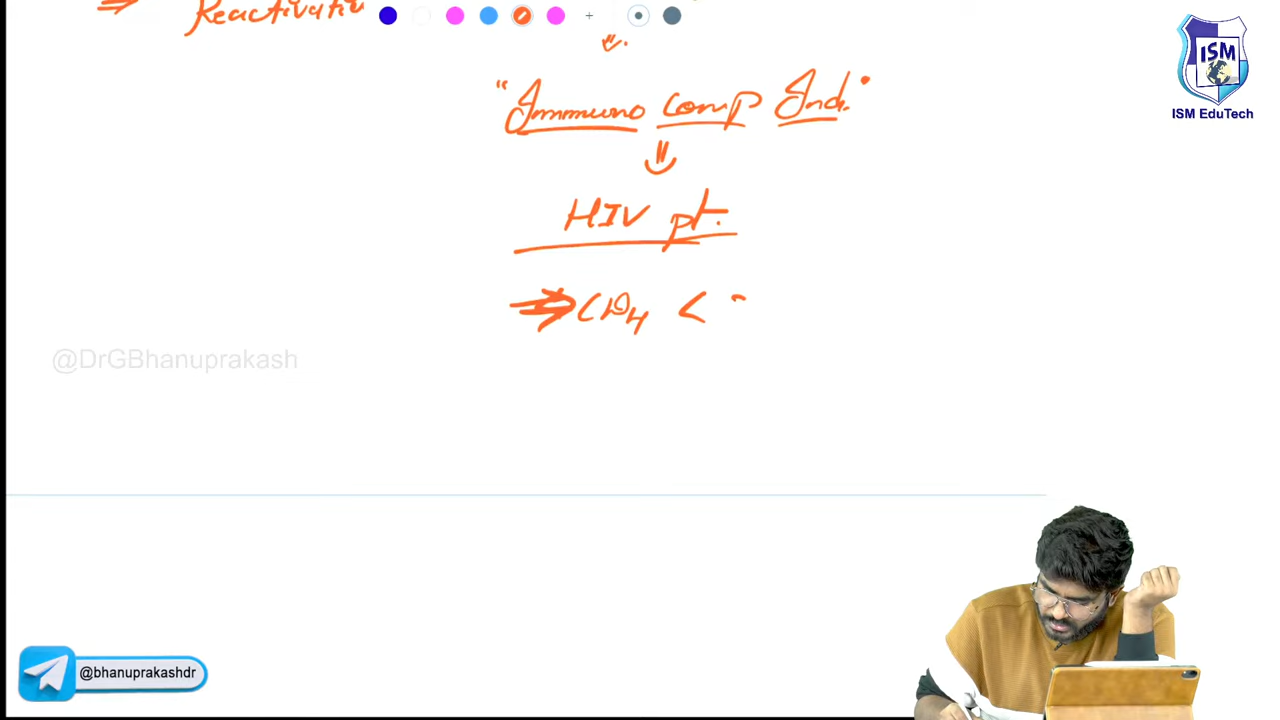 ⇒ Reactivati
"Immuno Comp Ind."
HIV pt.
⇒ CD4 <
@DrGBhanuprakash
@bhanuprakashdr
ISM
ISM EduTech